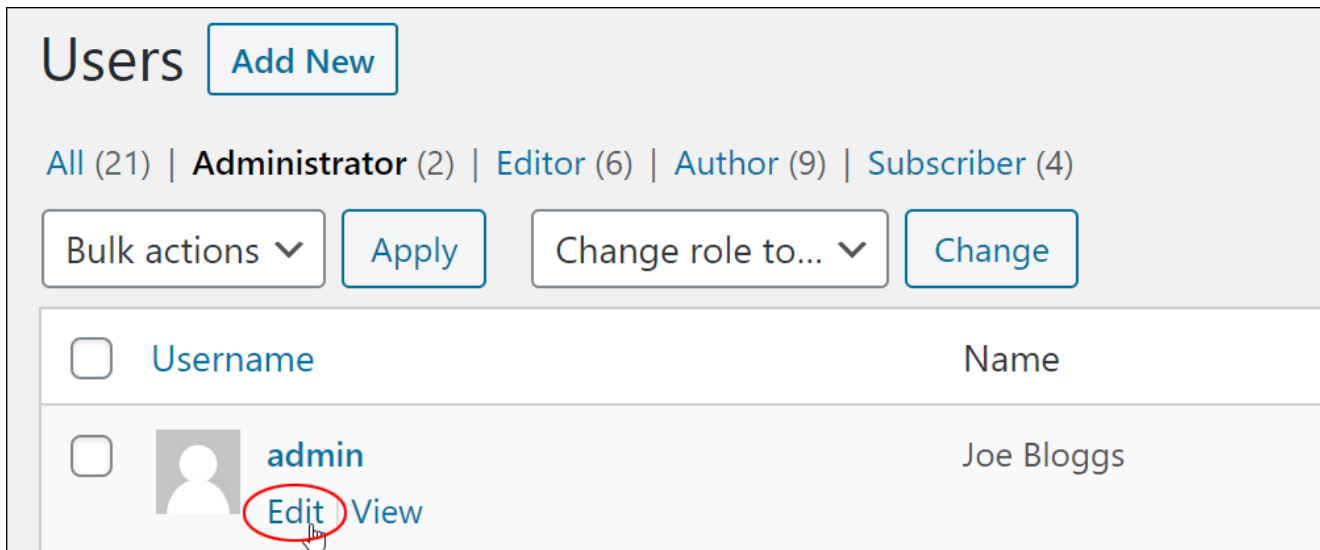 Users Add New
All (21) | Administrator (2) | Editor (6) | Author (9) | Subscriber (4)
Bulk actions Apply Change role to... Change
Username Name
admin Joe Bloggs
Edit | View